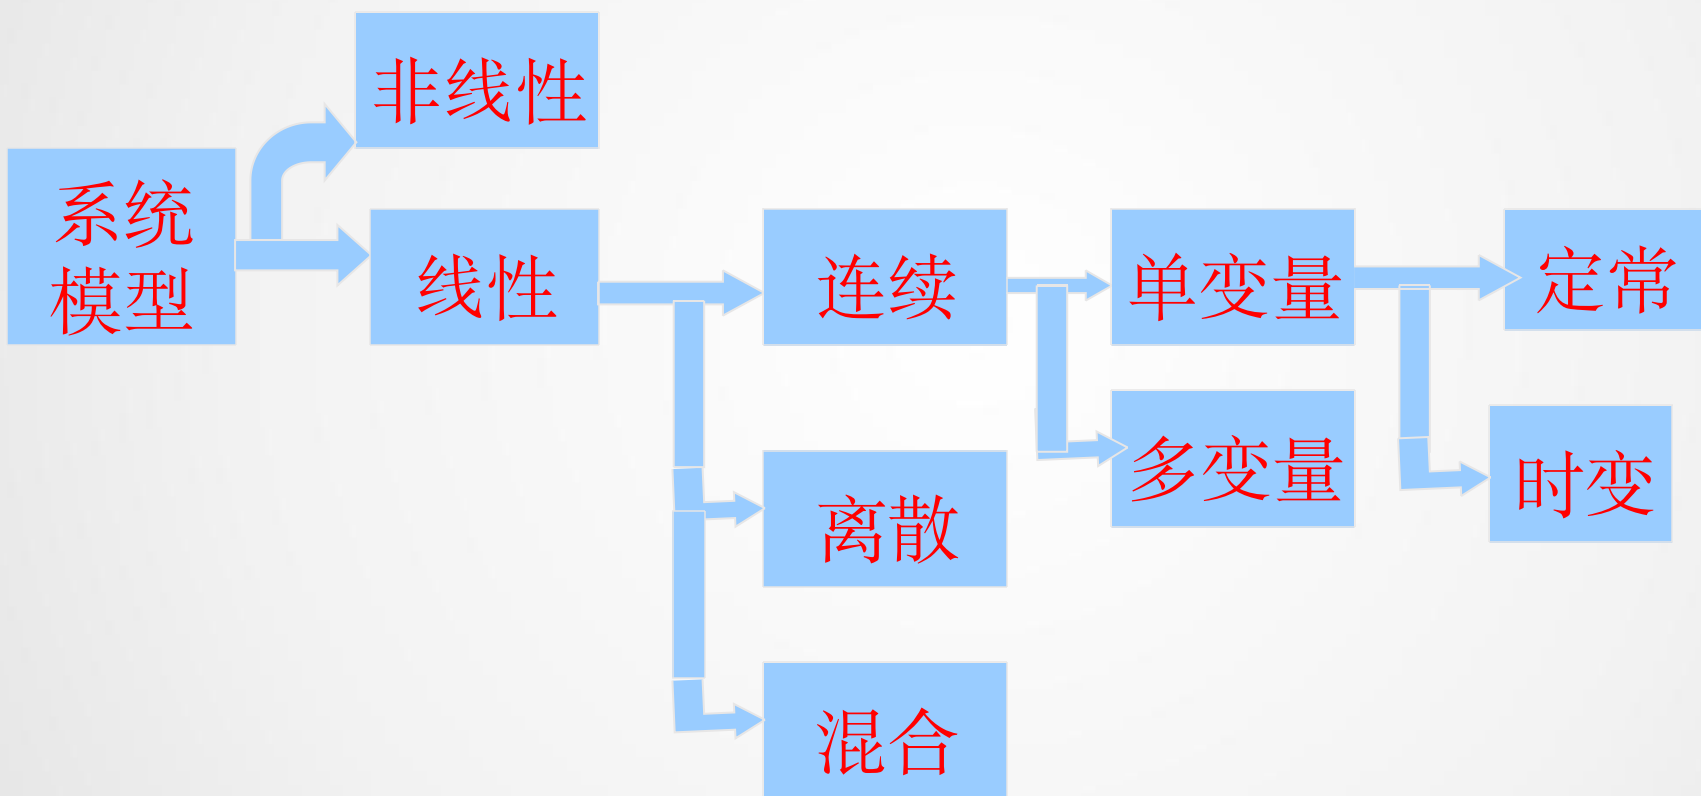 非线性
系统
模型
线性
连续
单变量
定常
多变量
时变
离散
混合